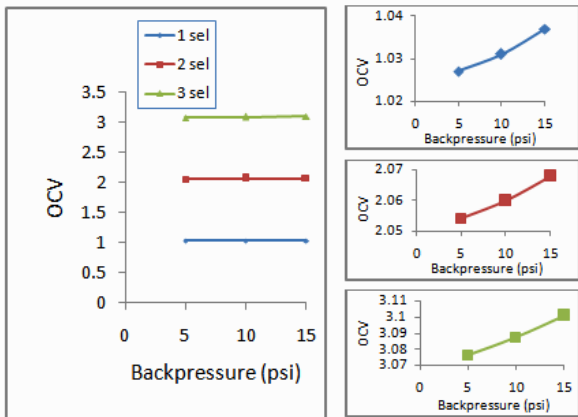 1 sel
2 sel
3 sel
3.5
3
2.5
2
1.5
1
0.5
0
OCV
0 5 10 15
Backpressure (psi)
1.04
1.03
1.02
OCV
0 5 10 15
Backpressure (psi)
2.07
2.06
2.05
OCV
0 5 10 15
Backpressure (psi)
3.11
3.1
3.09
3.08
3.07
OCV
0 5 10 15
Backpressure (psi)